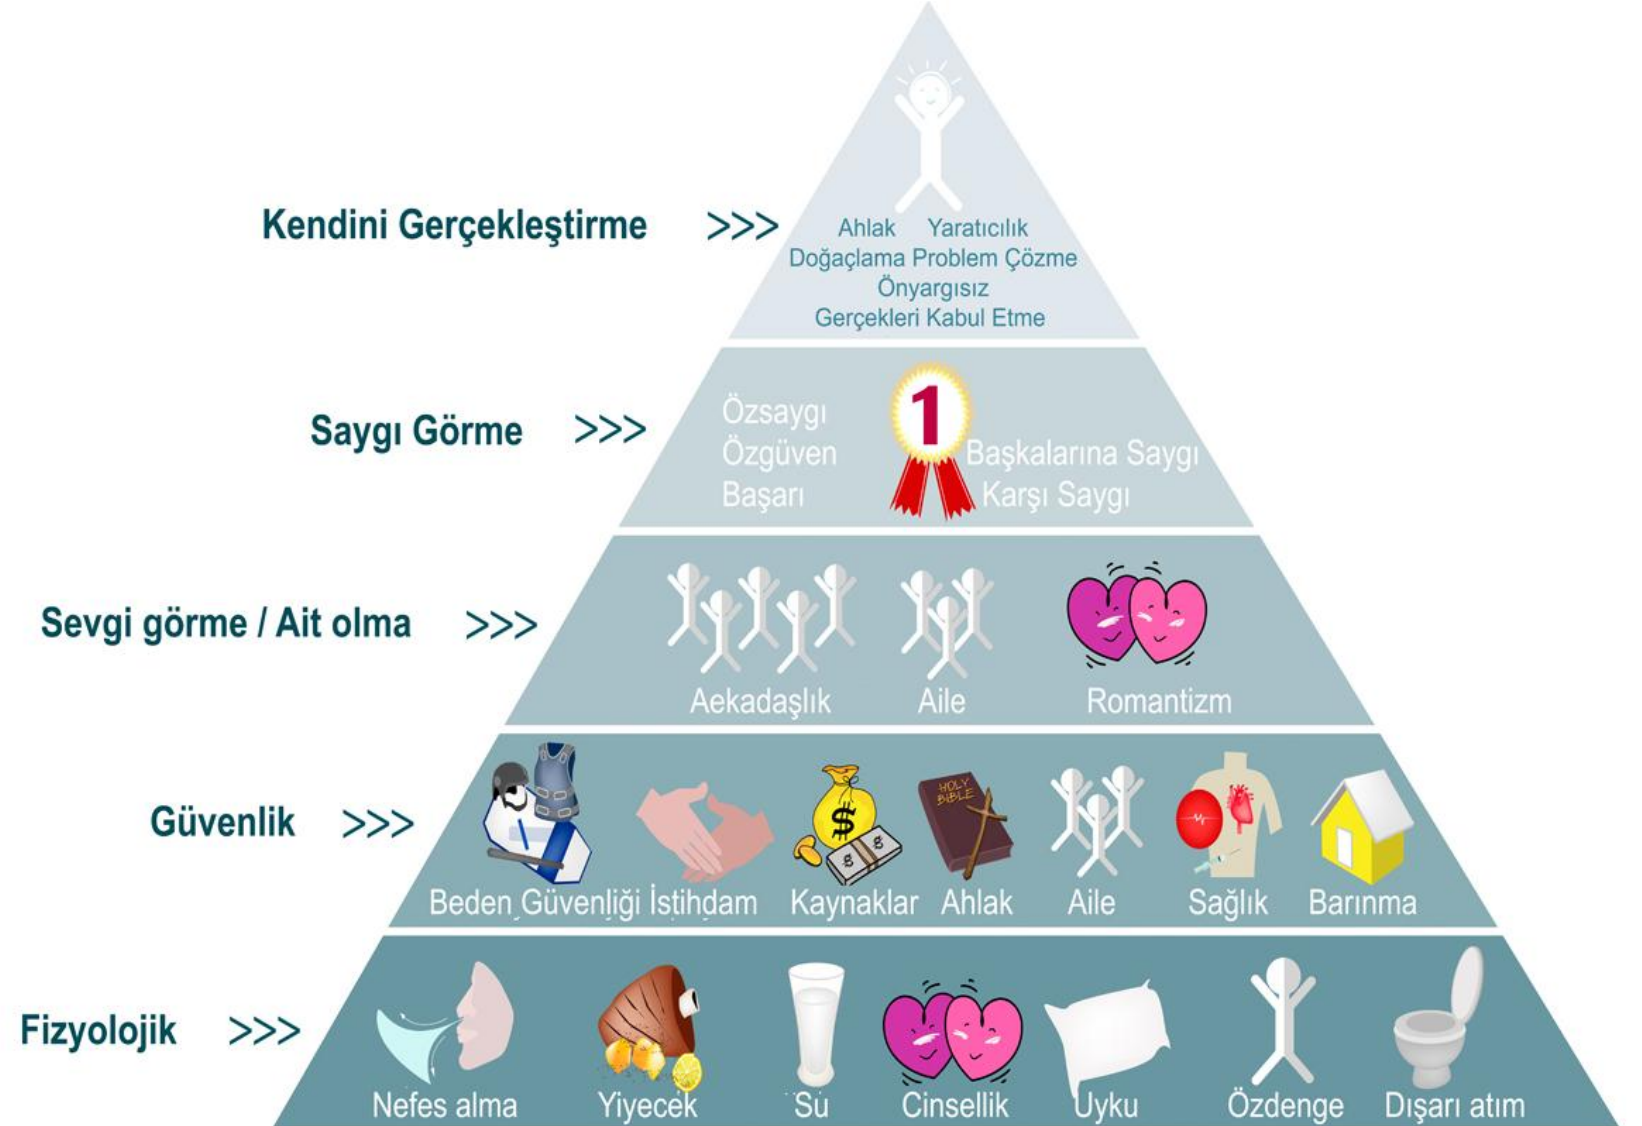 Kendini Gerçekleştirme >>>
Ahlak Yaratıcılık
Doğaçlama Problem Çözme
Önyargısız
Gerçekleri Kabul Etme
Saygı Görme >>>
Özsaygı
Özgüven
Başarı
1
Başkalarına Saygı
Karşı Saygı
Sevgi görme / Ait olma >>>
Aekadaşlık Aile Romantizm
Güvenlik >>>
HOLY
BIBLE
$
$ $
Beden Güvenliği İstihdam Kaynaklar Ahlak Aile Sağlık Barınma
Fizyolojik >>>
Nefes alma Yiyecek Su Cinsellik Uyku Özdenge Dışarı atım